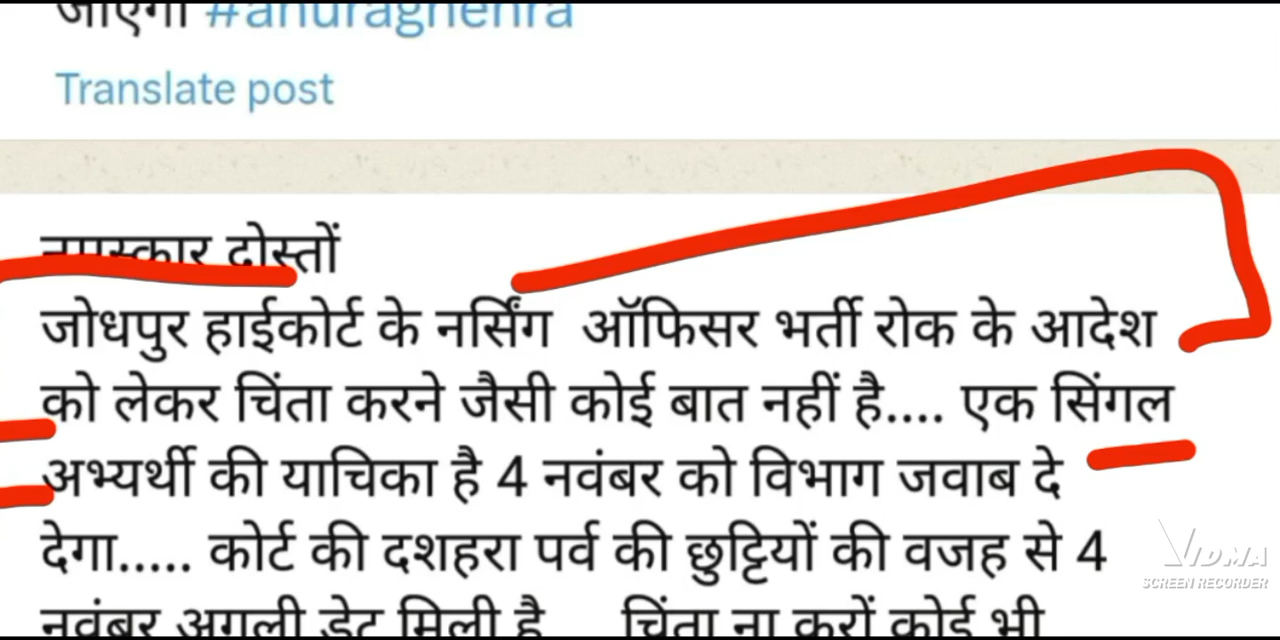 जाएगा #anuraghenra
Translate post
नमस्कार दोस्तों
जोधपुर हाईकोर्ट के नर्सिंग ऑफिसर भर्ती रोक के आदेश
को लेकर चिंता करने जैसी कोई बात नहीं है.... एक सिंगल
अभ्यर्थी की याचिका है 4 नवंबर को विभाग जवाब दे
देगा..... कोर्ट की दशहरा पर्व की छुट्टियों की वजह से 4
नवंबर अगली डेट मिली है चिंता ना करों कोई भी
VIDMA
SCREEN RECORDER